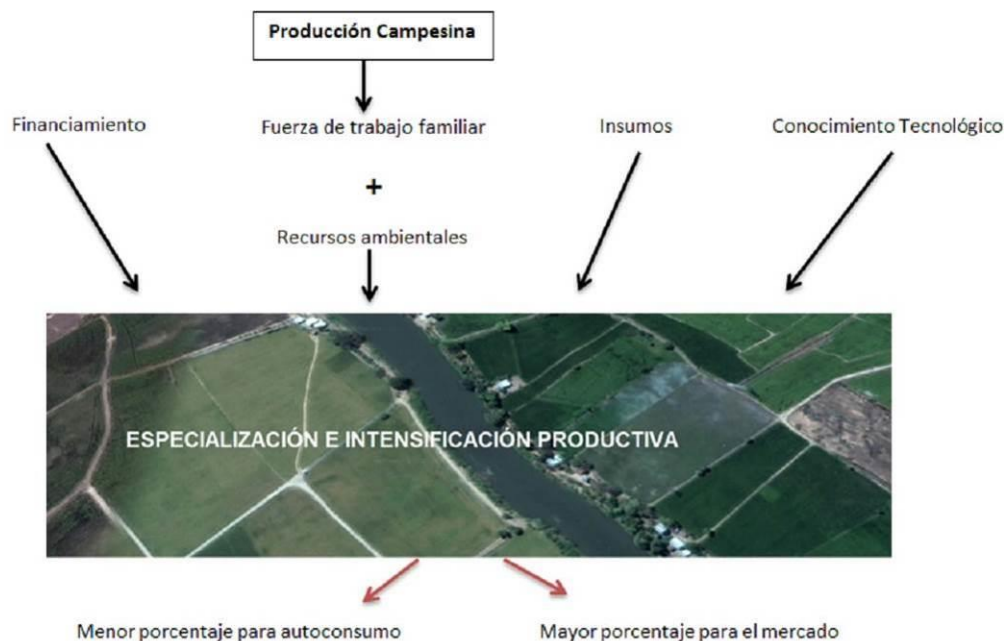 Producción Campesina
Financiamiento
Fuerza de trabajo familiar
Insumos
Conocimiento Tecnológico
+
Recursos ambientales
ESPECIALIZACIÓN E INTENSIFICACIÓN PRODUCTIVA
Menor porcentaje para autoconsumo
Mayor porcentaje para el mercado